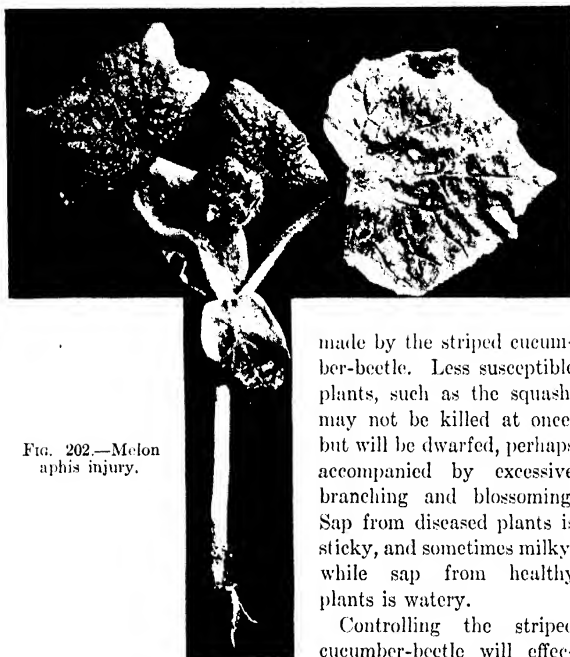 FIG. 202.—Melon
aphis injury.
made by the striped cucum-
ber-beetle. Less susceptible
plants, such as the squash
may not be killed at once
but will be dwarfed, perhaps
accompanied by excessive
branching and blossoming
Sap from diseased plants is
sticky, and sometimes milky
while sap from healthy
plants is watery.
Controlling the striped
cucumber-beetle will effec-